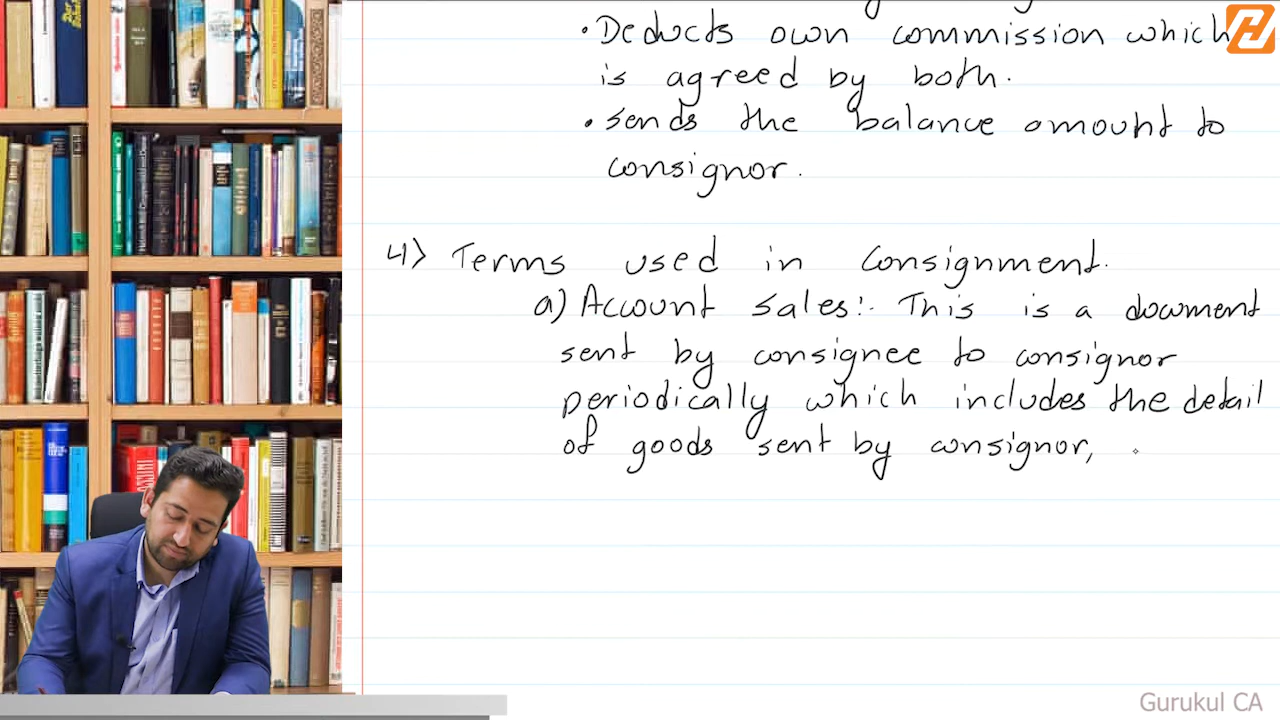 • Deducts own commission which
is agreed by both.
• Sends the balance amount to
consignor.
4) Terms used in Consignment.
a) Account Sales:- This is a document
sent by consignee to consignor
periodically which includes the detail
of goods sent by consignor,
Gurukul CA